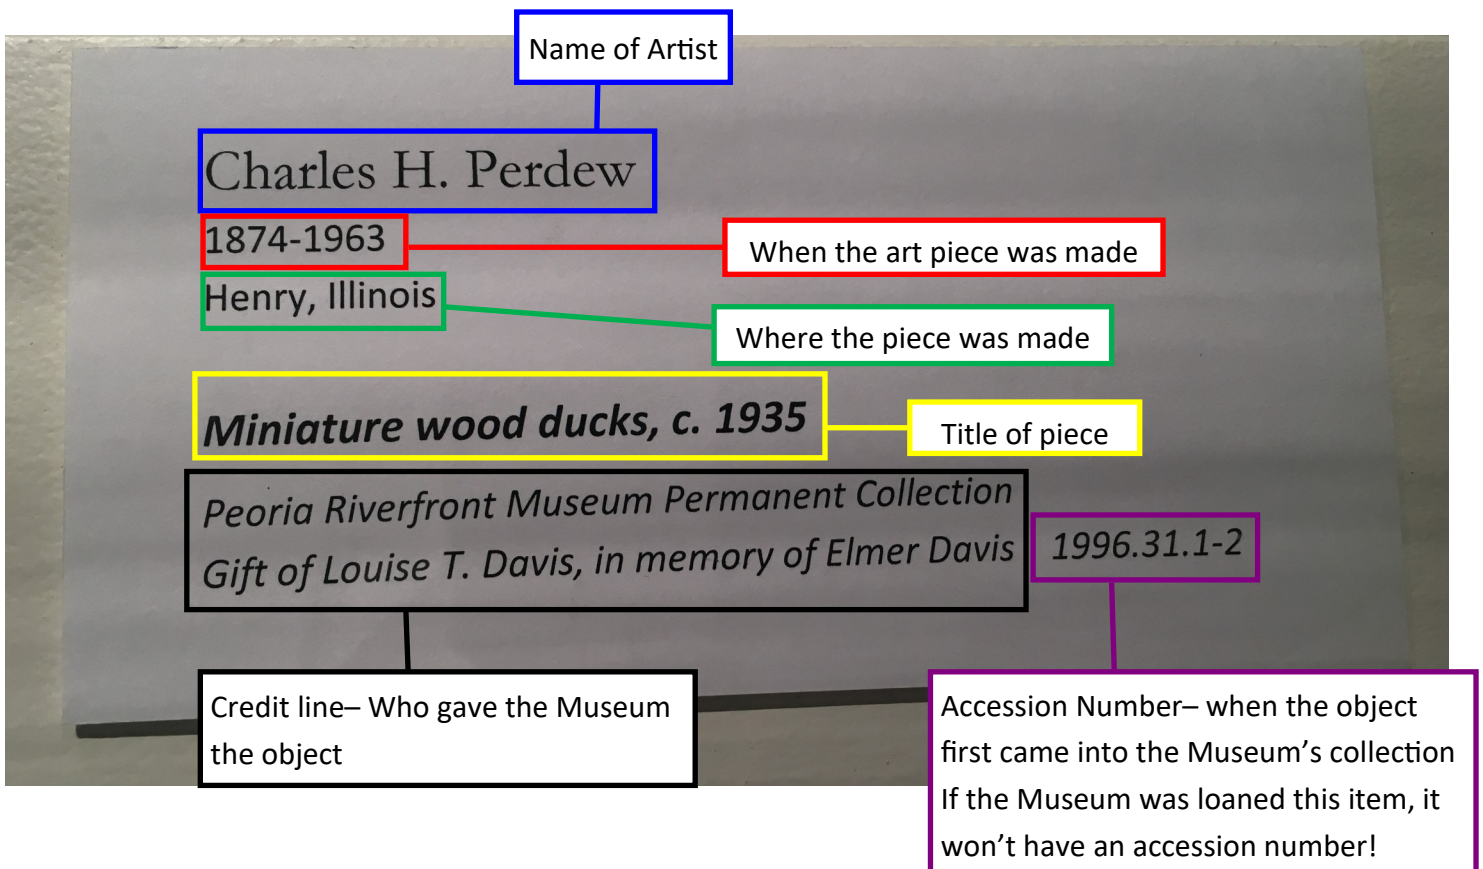 Name of Artist
Charles H. Perdew
1874-1963
When the art piece was made
Henry, Illinois
Where the piece was made
Miniature wood ducks, c. 1935
Title of piece
Peoria Riverfront Museum Permanent Collection
Gift of Louise T. Davis, in memory of Elmer Davis
1996.31.1-2
Credit line– Who gave the Museum
the object
Accession Number– when the object
first came into the Museum’s collection
If the Museum was loaned this item, it
won’t have an accession number!